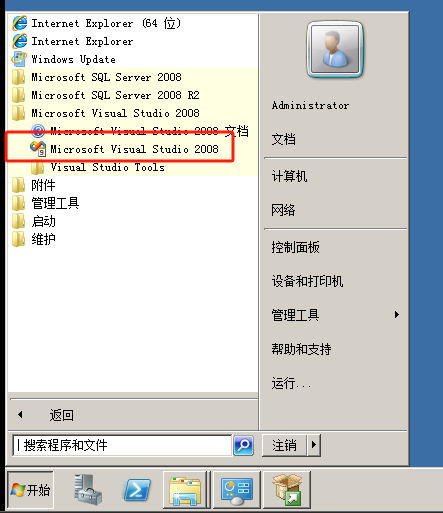 Internet Explorer (64 位)
Internet Explorer
Windows Update
Microsoft SQL Server 2008
Microsoft SQL Server 2008 R2
Microsoft Visual Studio 2008
Microsoft Visual Studio 2008 文档
Microsoft Visual Studio 2008
Visual Studio Tools
附件
管理工具
启动
维护
返回
搜索程序和文件
Administrator
文档
计算机
网络
控制面板
设备和打印机
管理工具
帮助和支持
运行...
注销
开始